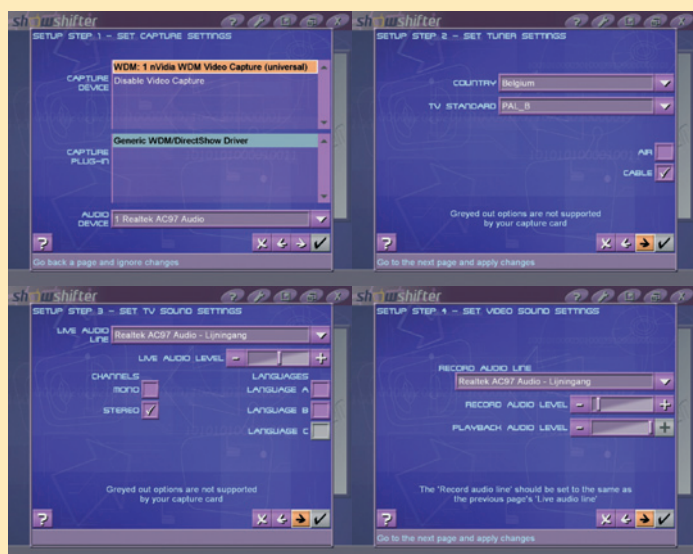 showshifter
SETUP STEP 1 - SET CAPTURE SETTINGS
CAPTURE DEVICE
WDM: 1 nVidia WDM Video Capture (universal)
Disable Video Capture
CAPTURE PLUG-IN
Generic WDM/DirectShow Driver
AUDIO DEVICE
1 Realtek AC97 Audio
?
Go back a page and ignore changes
showshifter
SETUP STEP 2 - SET TUNER SETTINGS
COUNTRY
Belgium
TV STANDARD
PAL_B
AIR
CABLE
Greyed out options are not supported
by your capture card
?
Go to the next page and apply changes
showshifter
SETUP STEP 3 - SET TV SOUND SETTINGS
LIVE AUDIO LINE
Realtek AC97 Audio - Lijningang
LIVE AUDIO LEVEL - +
CHANNELS
MONO
STEREO
LANGUAGES
LANGUAGE A
LANGUAGE B
LANGUAGE C
Greyed out options are not supported
by your capture card
?
showshifter
SETUP STEP 4 - SET VIDEO SOUND SETTINGS
RECORD AUDIO LINE
Realtek AC97 Audio - Lijningang
RECORD AUDIO LEVEL - +
PLAYBACK AUDIO LEVEL - +
The 'Record audio line' should be set to the same as
the previous page's 'Live audio line'
?
Go to the next page and apply changes